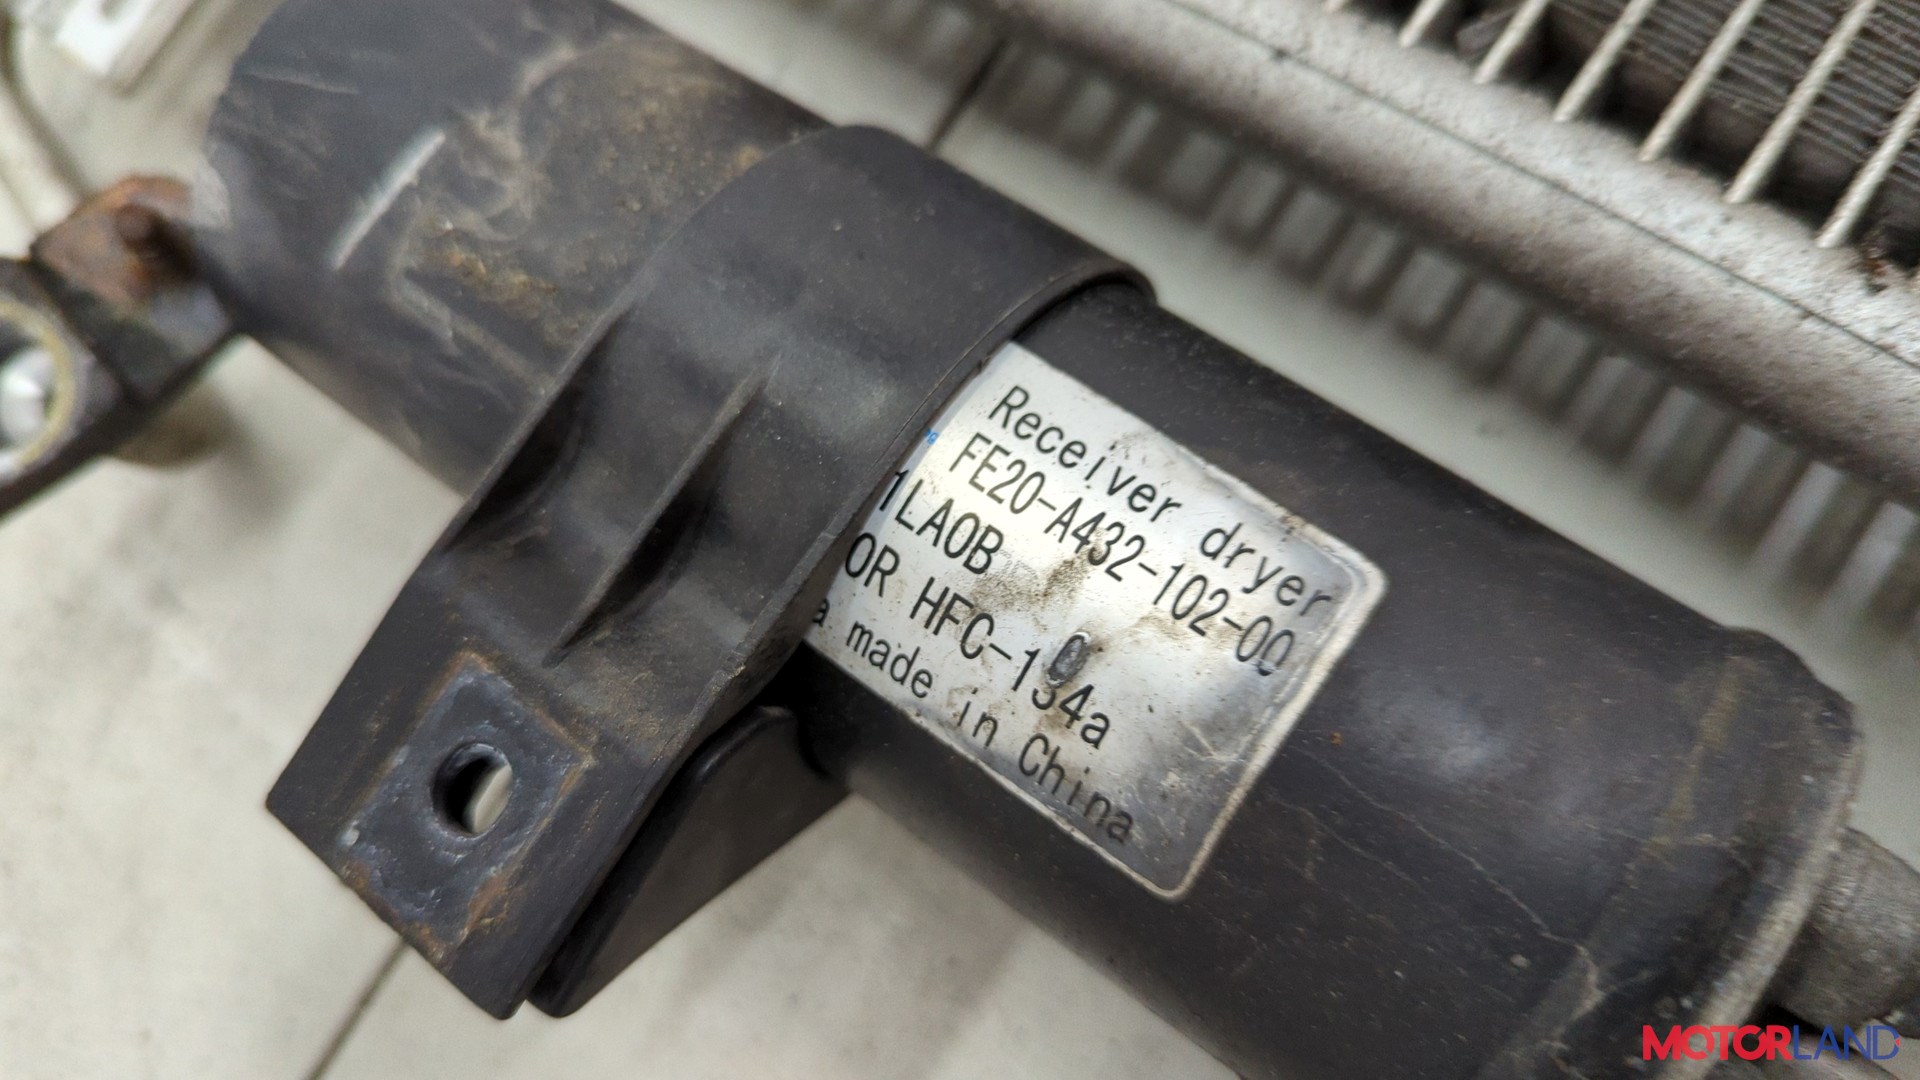 Receiver dryer
FE20-A432-102-00
1LA0B
OR HFC-134a
a made in China
MOTORLAND